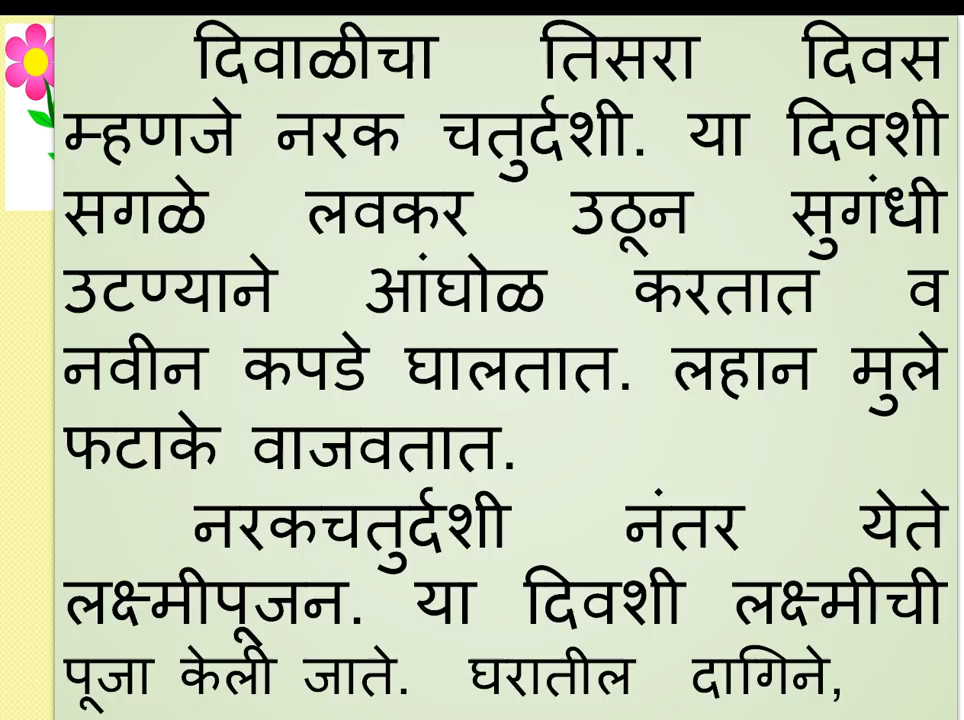 दिवाळीचा तिसरा दिवस
म्हणजे नरक चतुर्दशी. या दिवशी
सगळे लवकर उठून सुगंधी
उटण्याने आंघोळ करतात व
नवीन कपडे घालतात. लहान मुले
फटाके वाजवतात.
नरकचतुर्दशी नंतर येते
लक्ष्मीपूजन. या दिवशी लक्ष्मीची
पूजा केली जाते. घरातील दागिने,